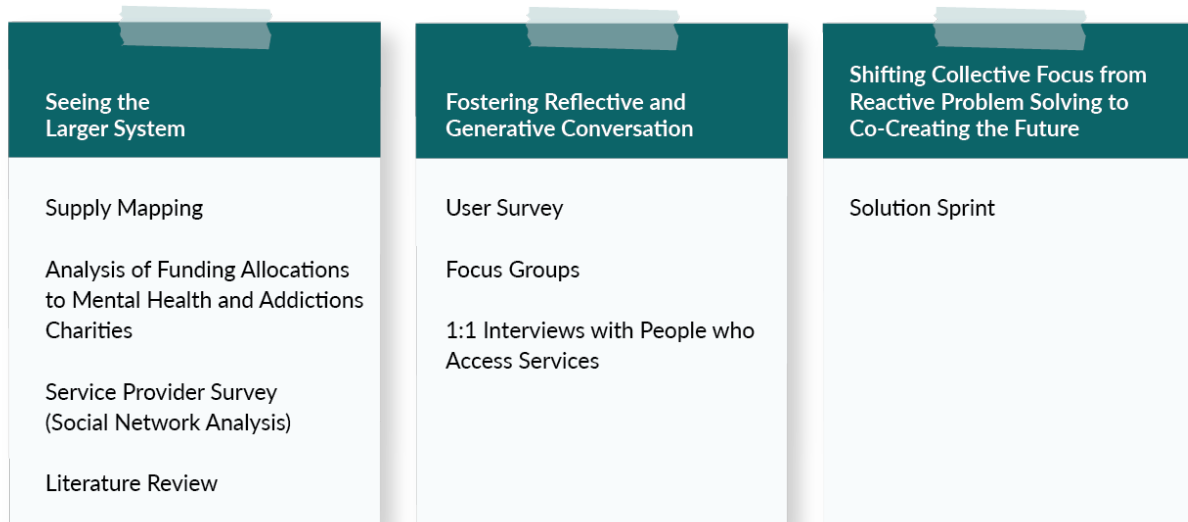 Seeing the
Larger System
Supply Mapping
Analysis of Funding Allocations
to Mental Health and Addictions
Charities
Service Provider Survey
(Social Network Analysis)
Literature Review
Fostering Reflective and
Generative Conversation
User Survey
Focus Groups
1:1 Interviews with People who
Access Services
Shifting Collective Focus from
Reactive Problem Solving to
Co-Creating the Future
Solution Sprint